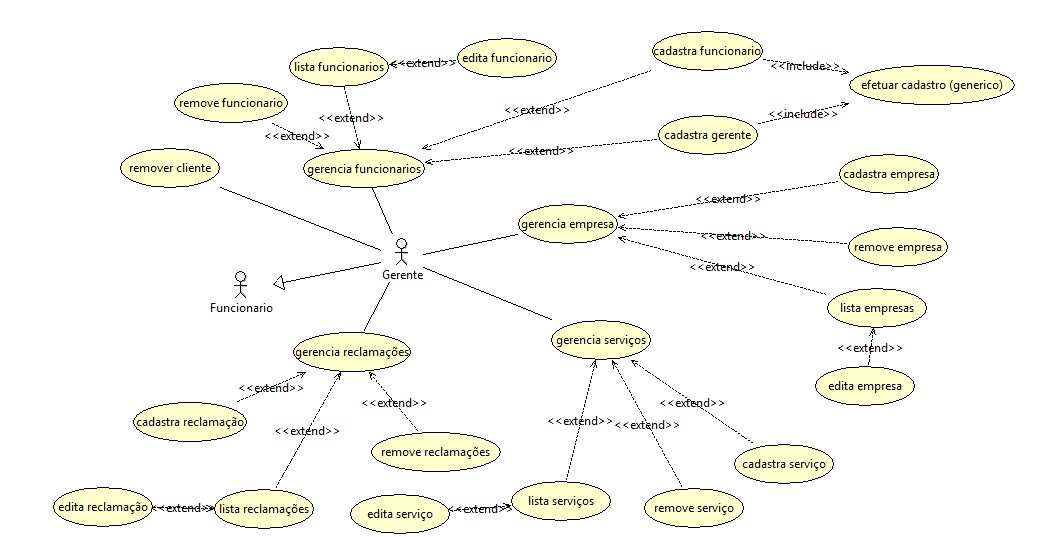 cadastra funcionario
edita funcionario
lista funcionarios
<<extend>>
<<include>>
efetuar cadastro (generico)
remove funcionario
<<extend>>
<<extend>>
<<include>>
<<extend>>
cadastra gerente
<<extend>>
remover cliente
gerencia funcionarios
cadastra empresa
<<extend>>
gerencia empresa
<<extend>>
remove empresa
<<extend>>
Gerente
Funcionario
lista empresas
gerencia reclamações
gerencia serviços
<<extend>>
edita empresa
<<extend>>
<<extend>>
<<extend>>
cadastra reclamação
<<extend>>
<<extend>>
<<extend>>
remove reclamações
cadastra serviço
edita reclamação
<<extend>>
lista reclamações
edita serviço
<<extend>>
lista serviços
remove serviço